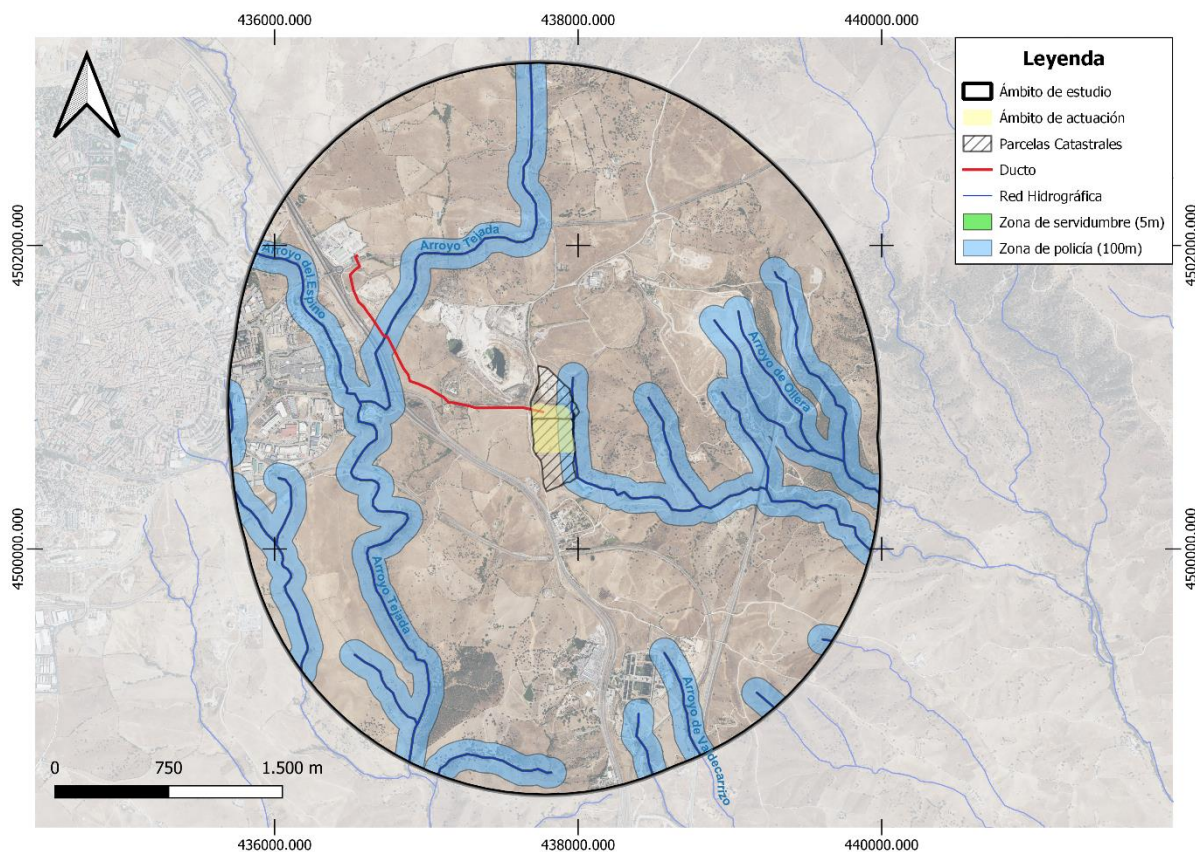 436000.000
438000.000
440000.000
Leyenda
Ámbito de estudio
Ámbito de actuación
Parcelas Catastrales
Ducto
Red Hidrográfica
Zona de servidumbre (5m)
Zona de policía (100m)
4502000.000
4502000.000
Arroyo Tejada
Arroyo del Espino
Arroyo de Ollera
4500000.000
4500000.000
Arroyo Tejada
Arroyo de Valdecarrizo
0 750 1.500 m
436000.000
438000.000
440000.000